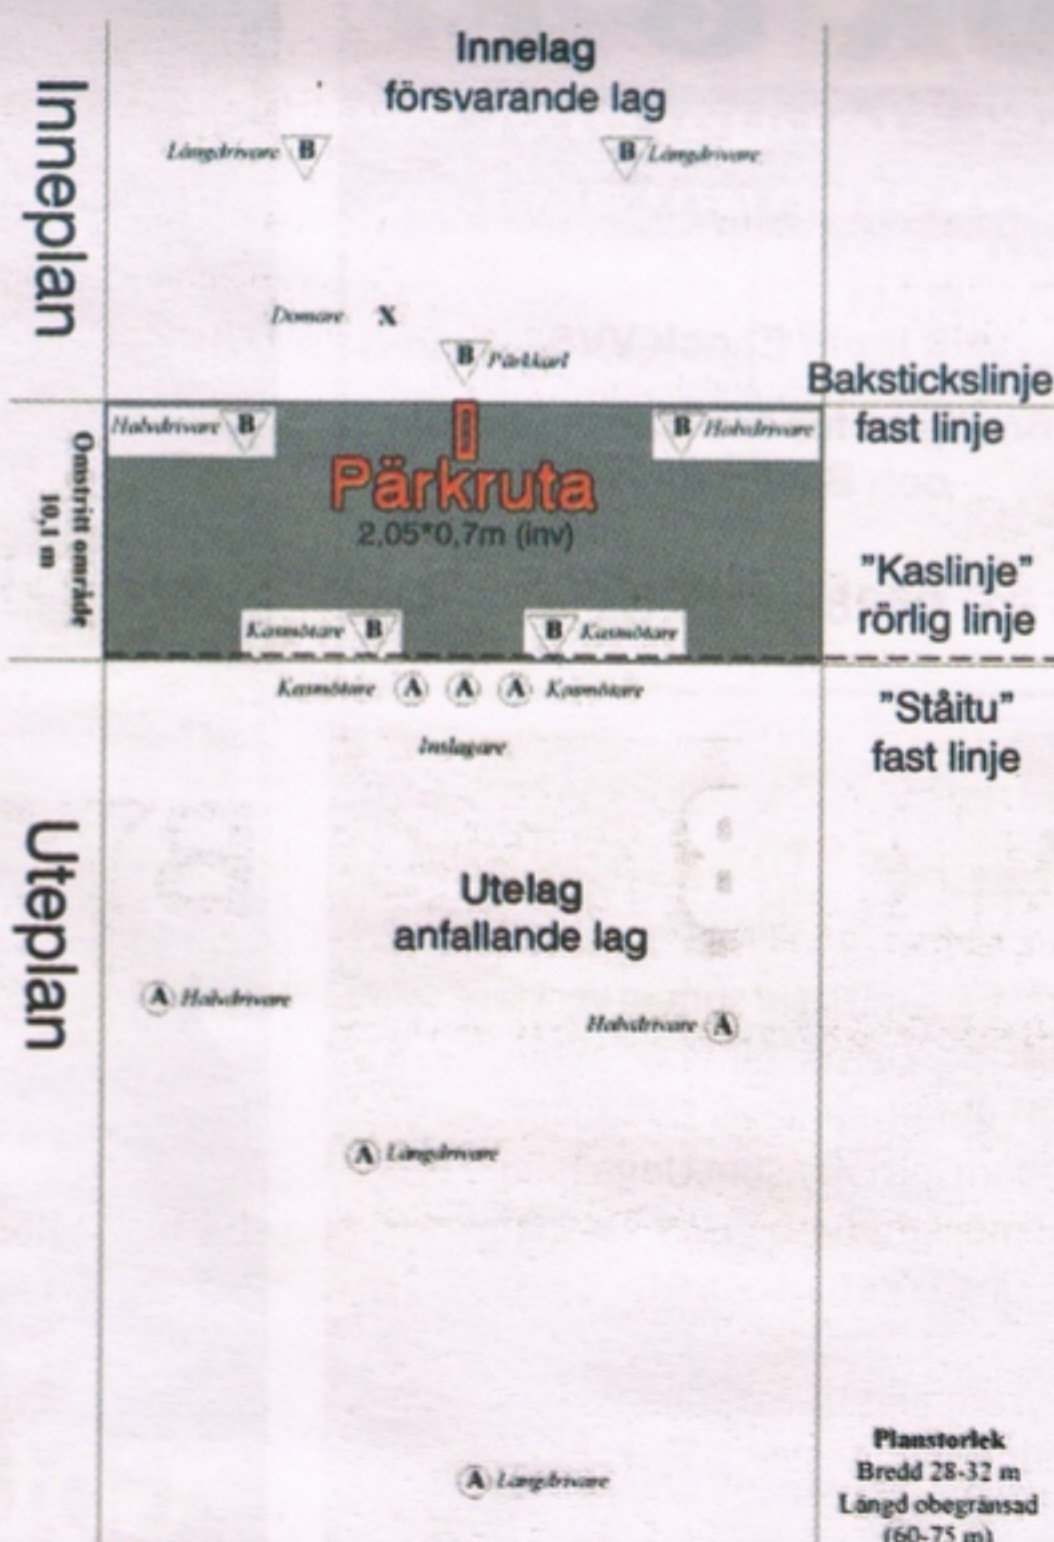 Inneplan
Innelag
försvarande lag
Långdrivare B
B Långdrivare
Domare X
B Pärkkarl
Bakstickslinje
fast linje
Halvdrivare B
B Halvdrivare
Pärkruta
2,05*0,7m (inv)
Omstritt område
10,1 m
"Kaslinje"
rörlig linje
Kasmötare B
B Kasmötare
Kasmötare A A A Kasmötare
Inslagare
"Ståitu"
fast linje
Uteplan
Utelag
anfallande lag
A Halvdrivare
Halvdrivare A
A Långdrivare
A Långdrivare
Planstorlek
Bredd 28-32 m
Längd obegränsad
(60-75 m)